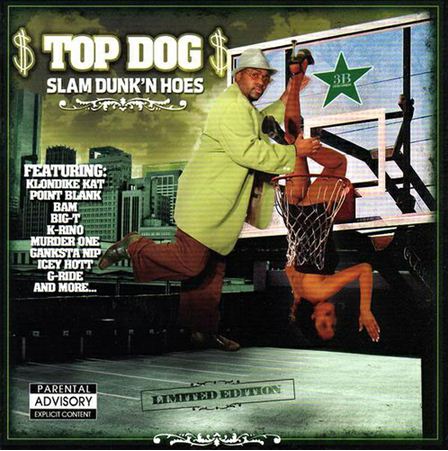 $ TOP DOG $
SLAM DUNK'N HOES
3B
FEATURING:
KLONDIKE KAT
POINT BLANK
BAM
BIG-T
K-RINO
MURDER ONE
GANKSTA NIP
ICEY HOTT
G-RIDE
AND MORE...
LIMITED EDITION
PARENTAL
ADVISORY
EXPLICIT CONTENT